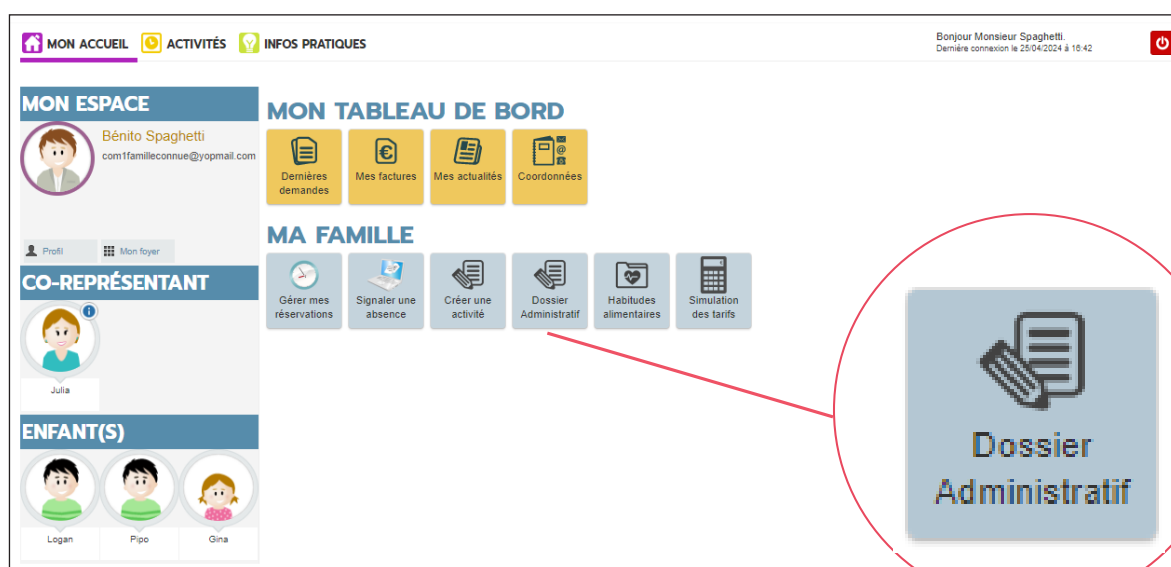 MON ACCUEIL ACTIVITÉS INFOS PRATIQUES
Bonjour Monsieur Spaghetti.
Dernière connexion le 25/04/2024 à 16:42
MON ESPACE
Bénito Spaghetti
com1familleconnue@yopmail.com
Profil Mon foyer
CO-REPRÉSENTANT
Julia
ENFANT(S)
Logan Pipo Gina
MON TABLEAU DE BORD
Dernières
demandes
Mes factures
Mes actualités
Coordonnées
MA FAMILLE
Gérer mes
réservations
Signaler une
absence
Créer une
activité
Dossier
Administratif
Habitudes
alimentaires
Simulation
des tarifs
Dossier
Administratif